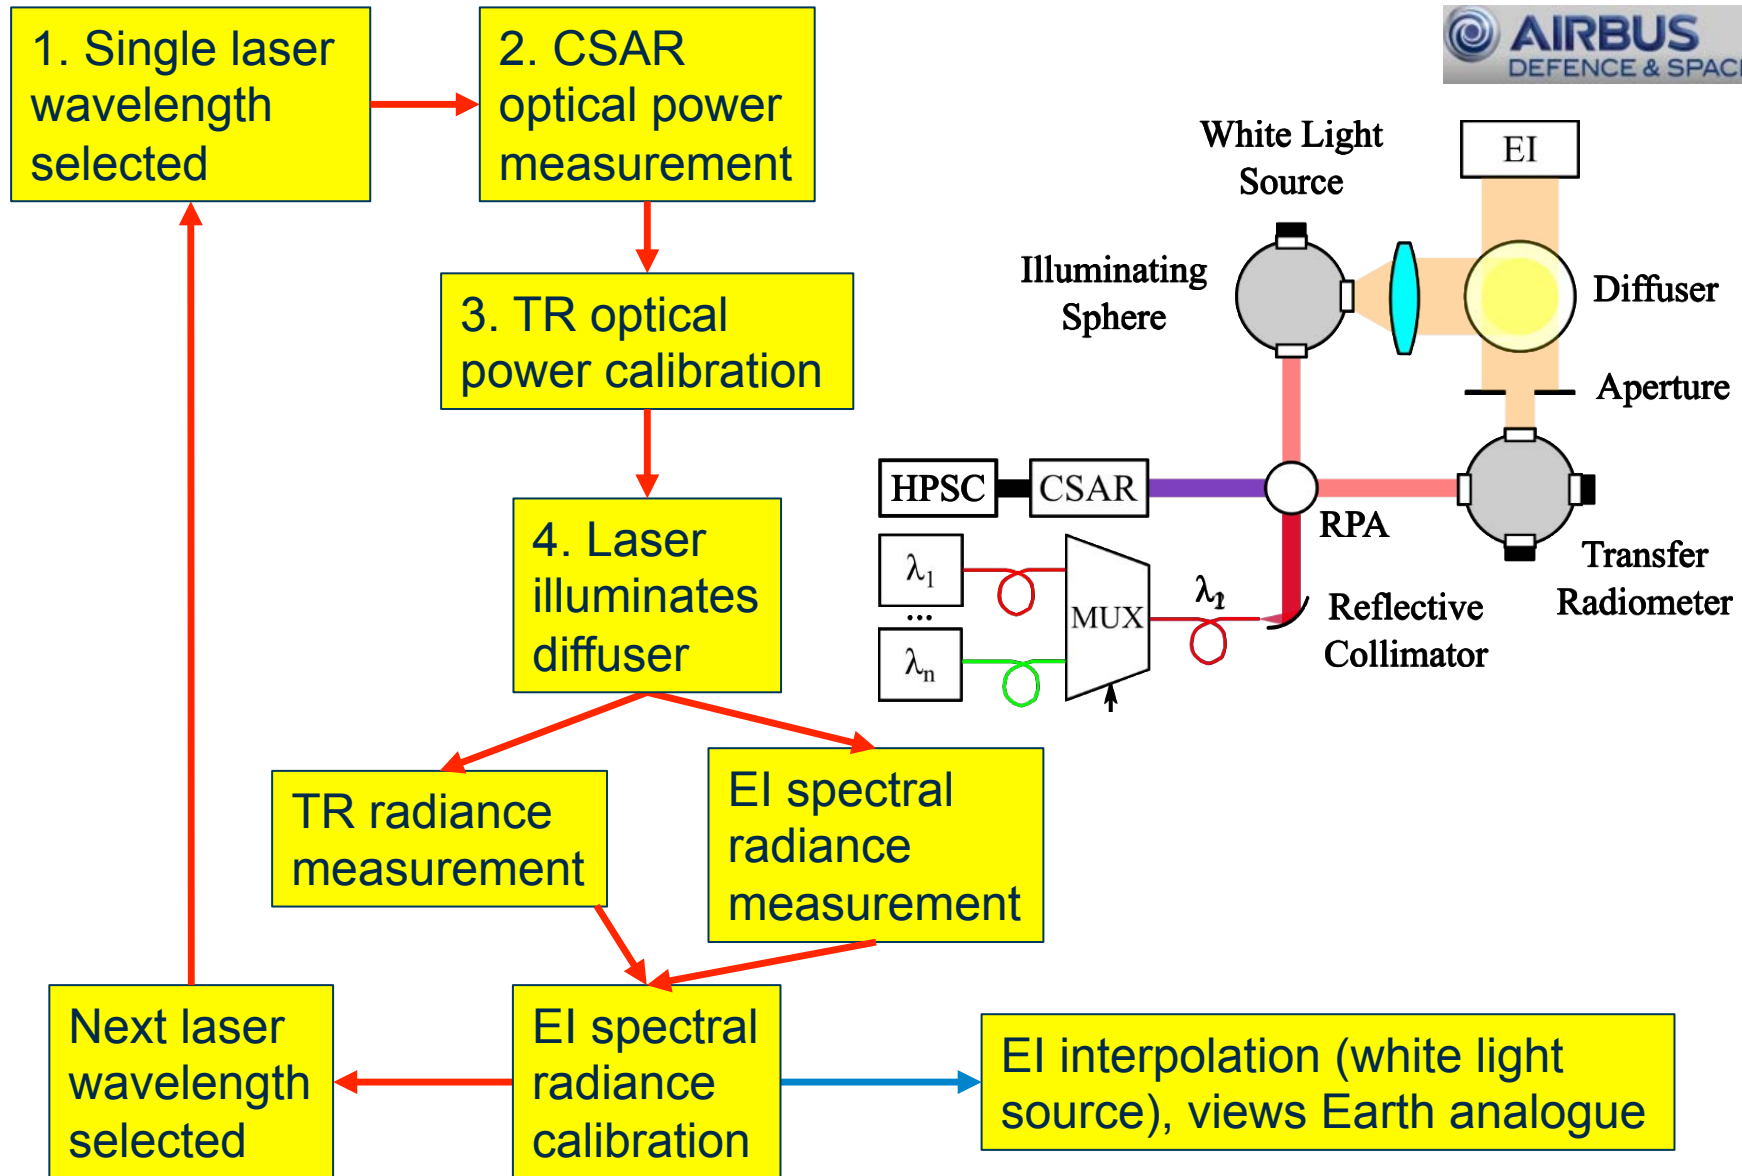 1. Single laser
wavelength
selected
2. CSAR
optical power
measurement
3. TR optical
power calibration
4. Laser
illuminates
diffuser
TR radiance
measurement
EI spectral
radiance
measurement
Next laser
wavelength
selected
EI spectral
radiance
calibration
EI interpolation (white light
source), views Earth analogue
AIRBUS
DEFENCE & SPAC
White Light
Source
EI
Illuminating
Sphere
Diffuser
Aperture
HPSC
CSAR
RPA
Transfer
Radiometer
λ1
...
λn
MUX
Reflective
Collimator